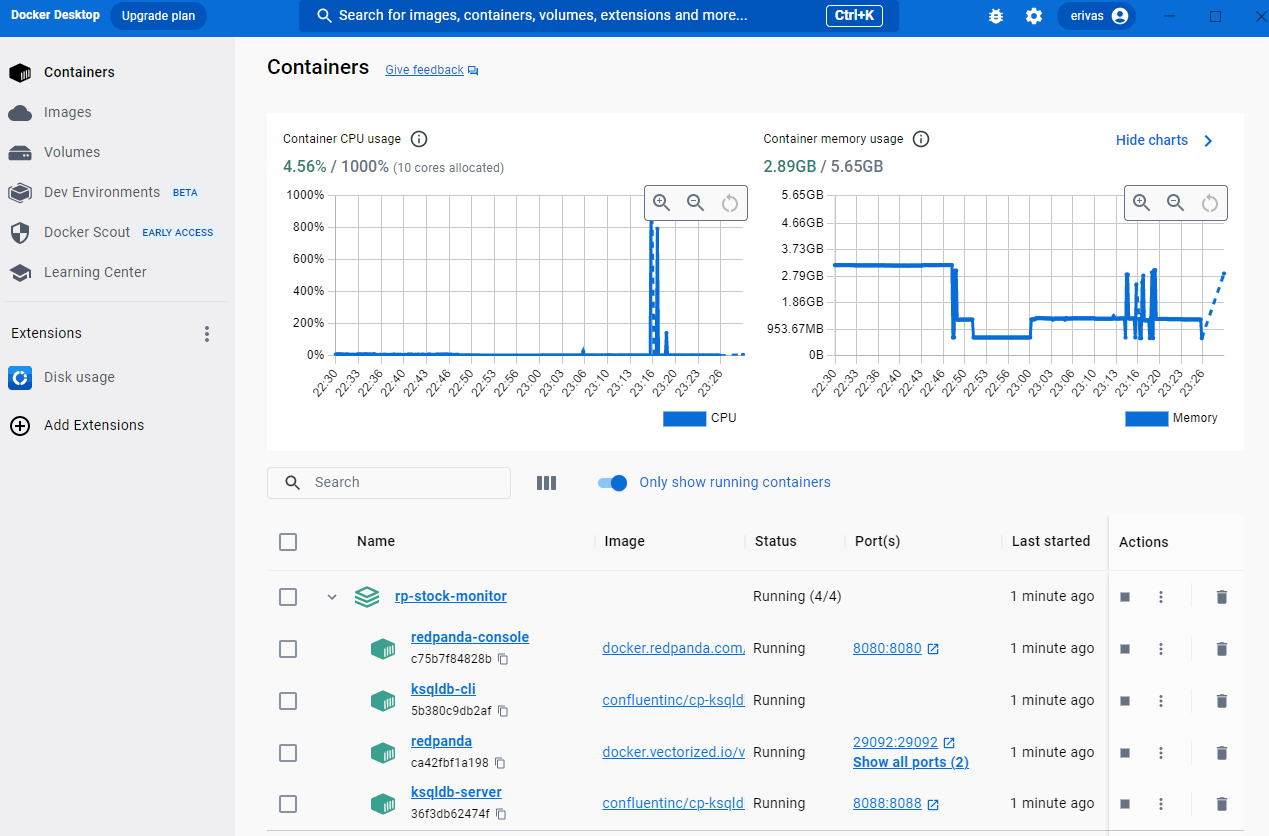 Docker Desktop
Upgrade plan
Search for images, containers, volumes, extensions and more...
Ctrl+K
erivas
Containers
Images
Volumes
Dev Environments BETA
Docker Scout EARLY ACCESS
Learning Center
Extensions
Disk usage
Add Extensions
Containers Give feedback
Container CPU usage
4.56% / 1000% (10 cores allocated)
1000%
800%
600%
400%
200%
0%
22:30 22:33 22:36 22:40 22:43 22:46 22:50 22:53 22:56 23:00 23:03 23:06 23:10 23:13 23:16 23:20 23:23 23:26
CPU
Container memory usage
2.89GB / 5.65GB
Hide charts
5.65GB
4.66GB
3.73GB
2.79GB
1.86GB
953.67MB
0B
22:30 22:33 22:36 22:40 22:43 22:46 22:50 22:53 22:56 23:00 23:03 23:06 23:10 23:13 23:16 23:20 23:23 23:26
Memory
Search
Only show running containers
Name Image Status Port(s) Last started Actions
rp-stock-monitor Running (4/4) 1 minute ago
redpanda-console
c75b7f84828b
docker.redpanda.com/ Running 8080:8080 1 minute ago
ksqldb-cli
5b380c9db2af
confluentinc/cp-ksqld Running 1 minute ago
redpanda
ca42fbf1a198
docker.vectorized.io/v Running 29092:29092 1 minute ago
Show all ports (2)
ksqldb-server
36f3db62474f
confluentinc/cp-ksqld Running 8088:8088 1 minute ago